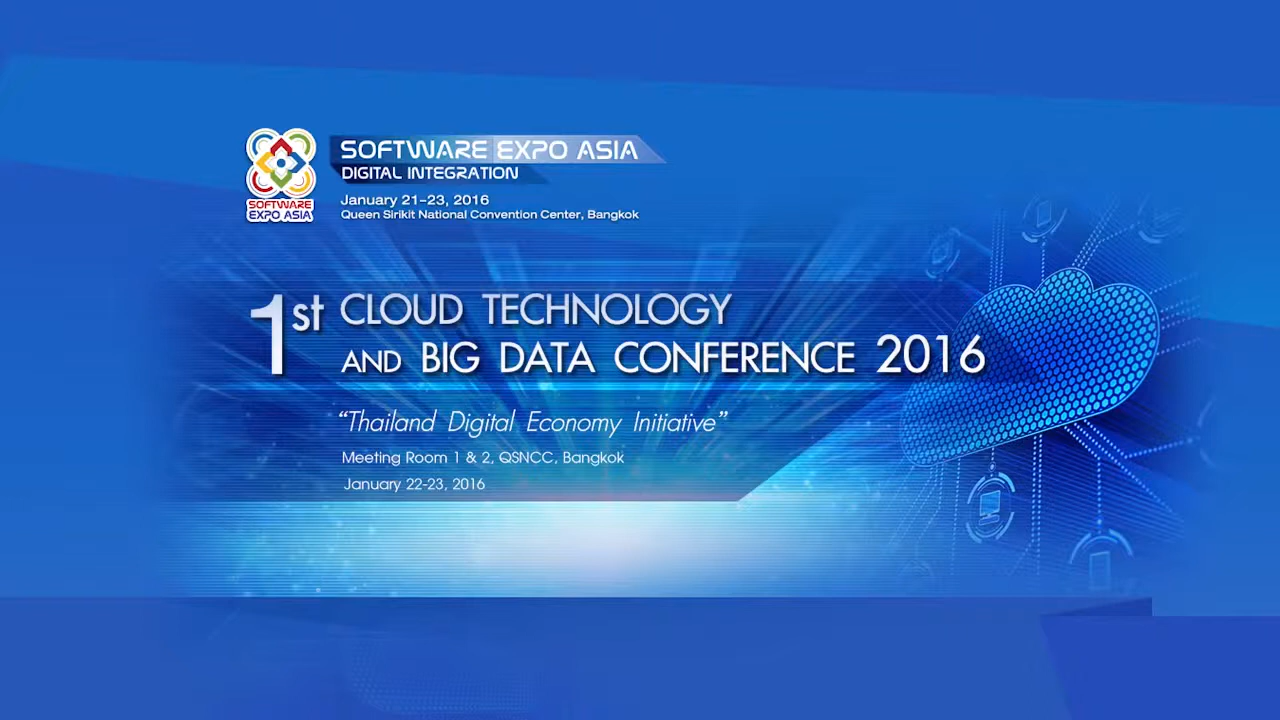 SOFTWARE EXPO ASIA
DIGITAL INTEGRATION
SOFTWARE
EXPO ASIA
January 21-23, 2016
Queen Sirikit National Convention Center, Bangkok
1st CLOUD TECHNOLOGY
AND BIG DATA CONFERENCE 2016
“Thailand Digital Economy Initiative”
Meeting Room 1 & 2, QSNCC, Bangkok
January 22-23, 2016